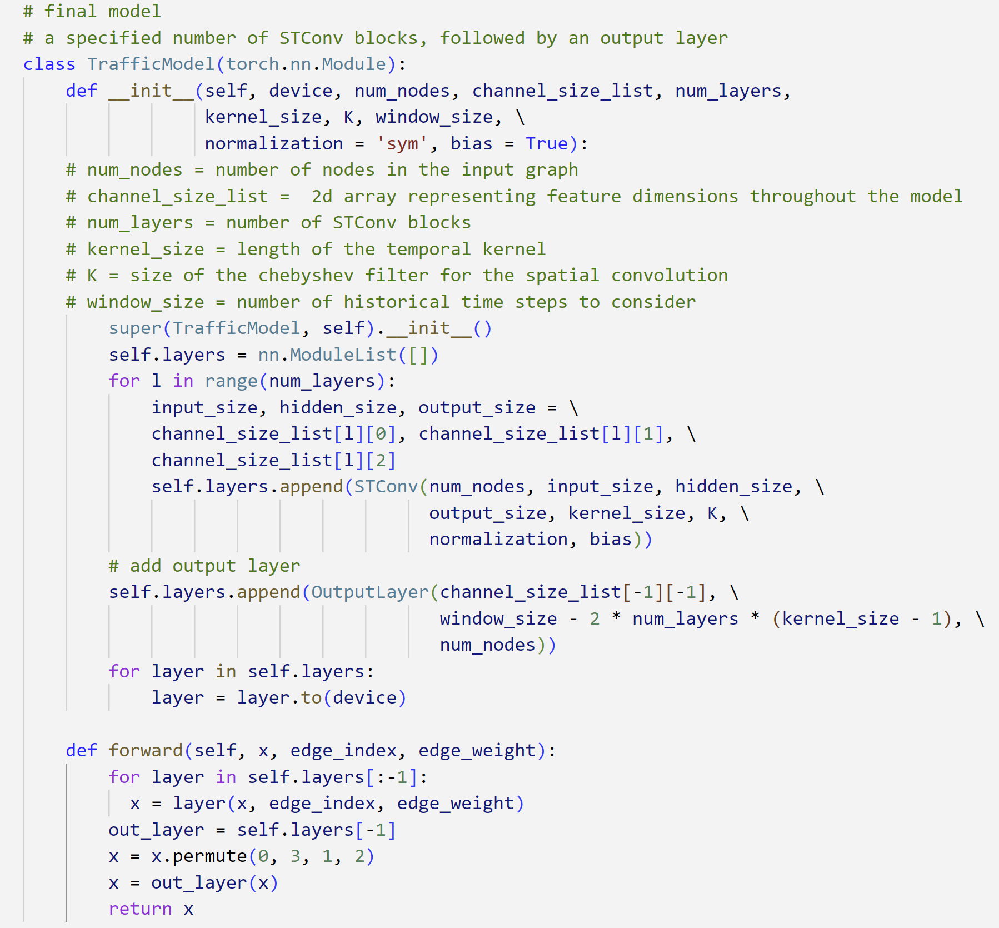 # final model
# a specified number of STConv blocks, followed by an output layer
class TrafficModel(torch.nn.Module):
    def __init__(self, device, num_nodes, channel_size_list, num_layers,
                 kernel_size, K, window_size, \
                 normalization = 'sym', bias = True):
    # num_nodes = number of nodes in the input graph
    # channel_size_list =  2d array representing feature dimensions throughout the model
    # num_layers = number of STConv blocks
    # kernel_size = length of the temporal kernel
    # K = size of the chebyshev filter for the spatial convolution
    # window_size = number of historical time steps to consider
        super(TrafficModel, self).__init__()
        self.layers = nn.ModuleList([])
        for l in range(num_layers):
            input_size, hidden_size, output_size = \
            channel_size_list[l][0], channel_size_list[l][1], \
            channel_size_list[l][2]
            self.layers.append(STConv(num_nodes, input_size, hidden_size, \
                                      output_size, kernel_size, K, \
                                      normalization, bias))
        # add output layer
        self.layers.append(OutputLayer(channel_size_list[-1][-1], \
                                       window_size - 2 * num_layers * (kernel_size - 1), \
                                       num_nodes))
        for layer in self.layers:
            layer = layer.to(device)

    def forward(self, x, edge_index, edge_weight):
        for layer in self.layers[:-1]:
          x = layer(x, edge_index, edge_weight)
        out_layer = self.layers[-1]
        x = x.permute(0, 3, 1, 2)
        x = out_layer(x)
        return x